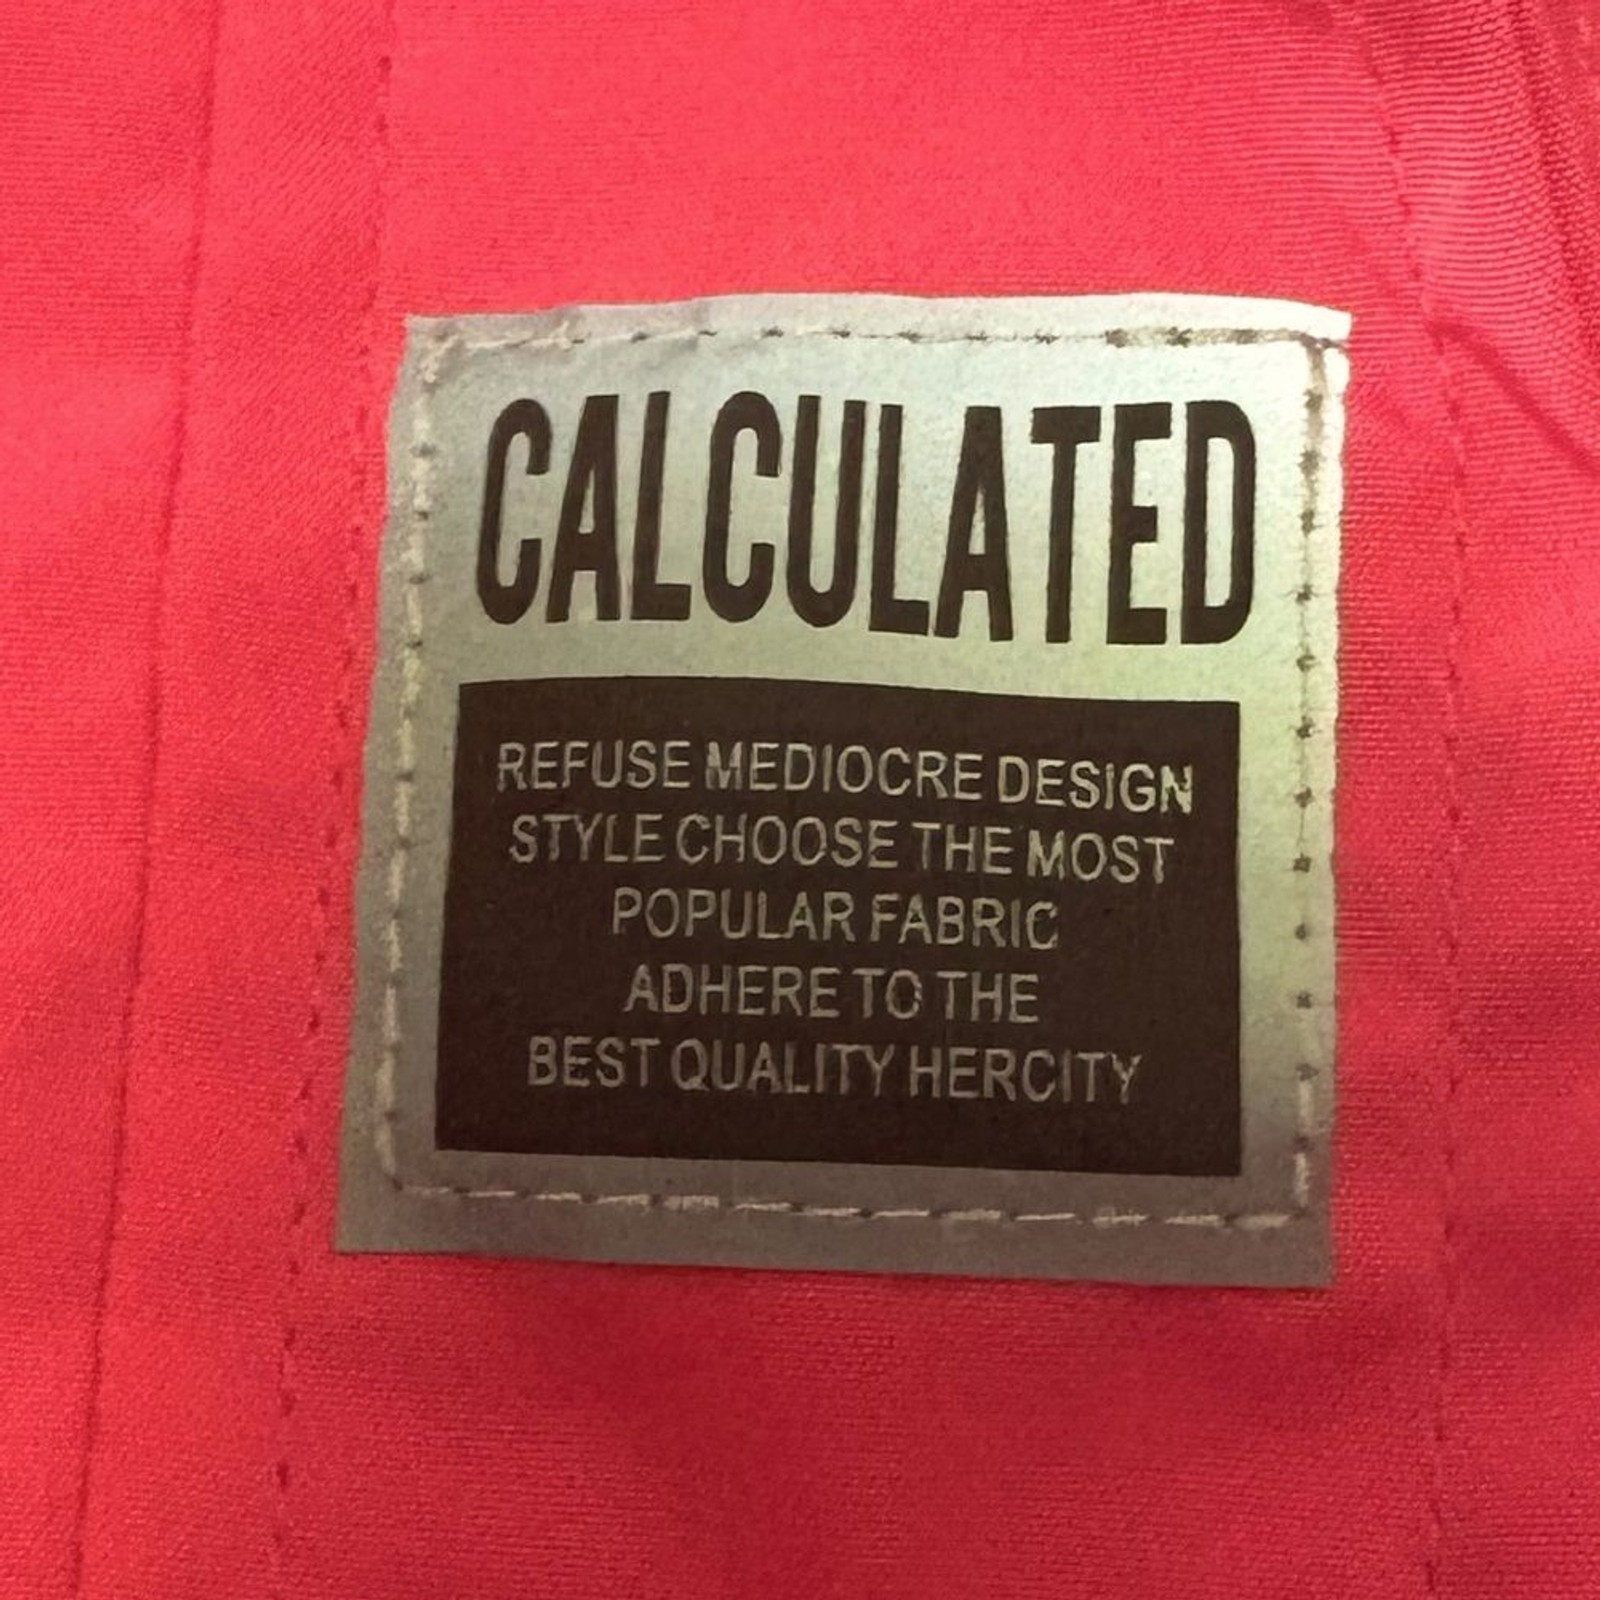 CALCULATED
REFUSE MEDIOCRE DESIGN
STYLE CHOOSE THE MOST
POPULAR FABRIC
ADHERE TO THE
BEST QUALITY HERCITY